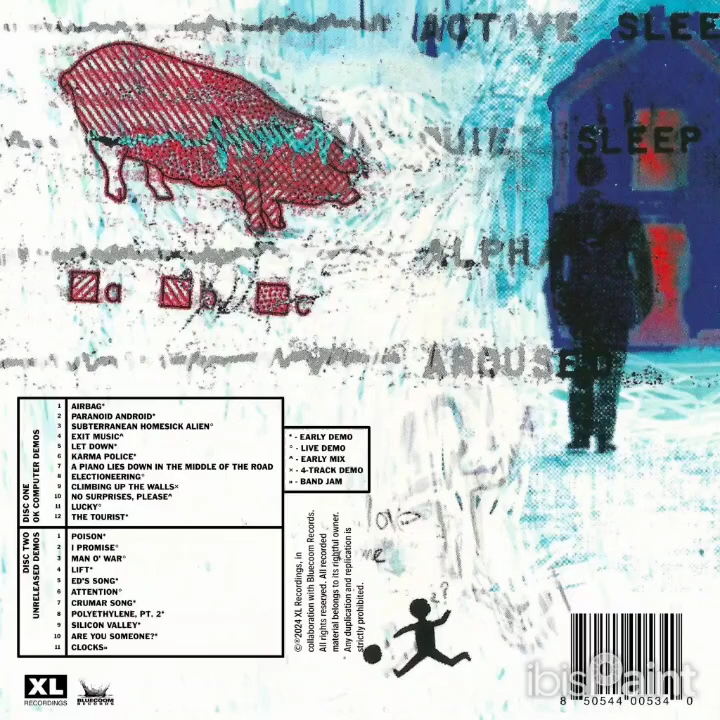 ACTIVE SLEE
QUIET SLEEP
ALPHA
a
b
c
AROUSED
DISC ONE
OK COMPUTER DEMOS
1 AIRBAG*
2 PARANOID ANDROID*
3 SUBTERRANEAN HOMESICK ALIEN°
4 EXIT MUSIC^
5 LET DOWN*
6 KARMA POLICE*
7 A PIANO LIES DOWN IN THE MIDDLE OF THE ROAD
8 ELECTIONEERING°
9 CLIMBING UP THE WALLS×
10 NO SURPRISES, PLEASE^
11 LUCKY°
12 THE TOURIST*
* - EARLY DEMO
° - LIVE DEMO
^ - EARLY MIX
× - 4-TRACK DEMO
» - BAND JAM
DISC TWO
UNRELEASED DEMOS
1 POISON*
2 I PROMISE°
3 MAN O' WAR°
4 LIFT*
5 ED'S SONG*
6 ATTENTION°
7 CRUMAR SONG*
8 POLYETHYLENE, PT. 2*
9 SILICON VALLEY*
10 ARE YOU SOMEONE?*
11 CLOCKS»
©℗2024 XL Recordings, in
collaboration with Bluecoom Records.
All rights reserved. All recorded
material belongs to its rightful owner.
Any duplication and replication is
strictly prohibited.
XL
RECORDINGS
BLUECOOM
RECORDS
ibisPaint
8 50544 00534 0